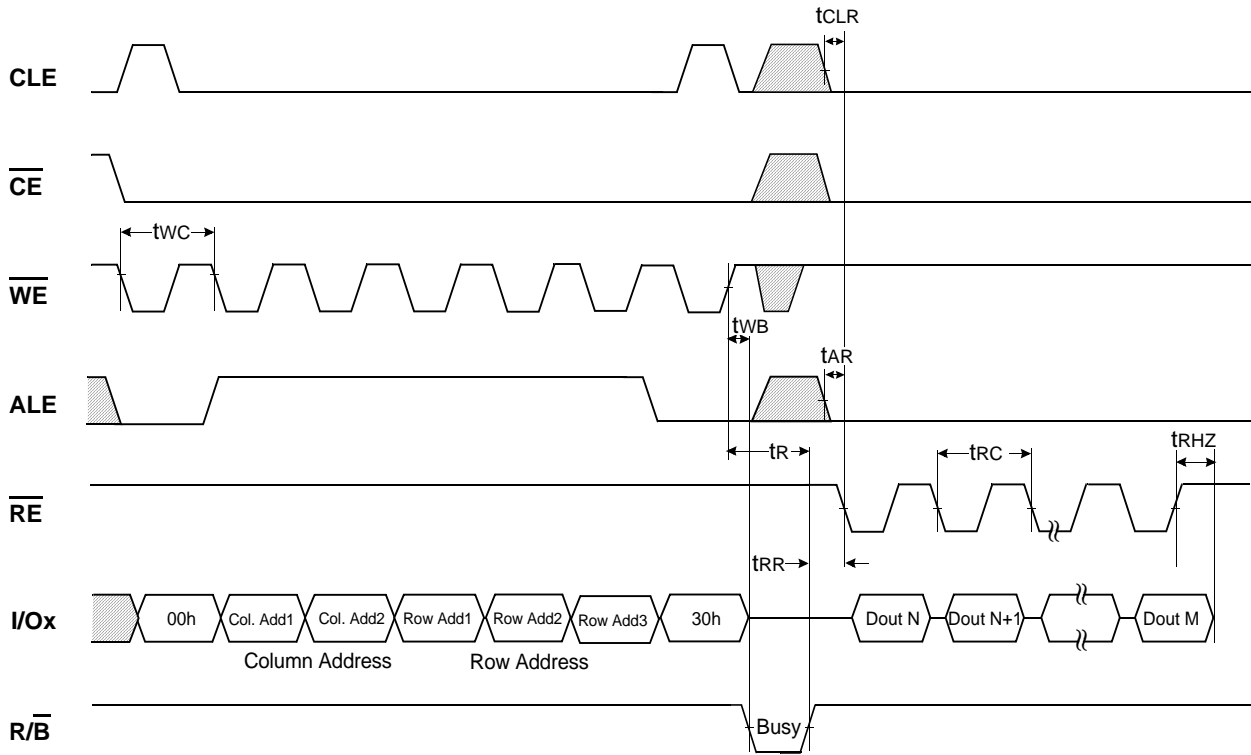 tCLR
CLE
CE
tWC
WE
tWB
tAR
ALE
tR
tRC
tRHZ
RE
tRR
I/Ox
00h
Col. Add1
Col. Add2
Row Add1
Row Add2
Row Add3
30h
Dout N
Dout N+1
Dout M
Column Address
Row Address
R/B
Busy